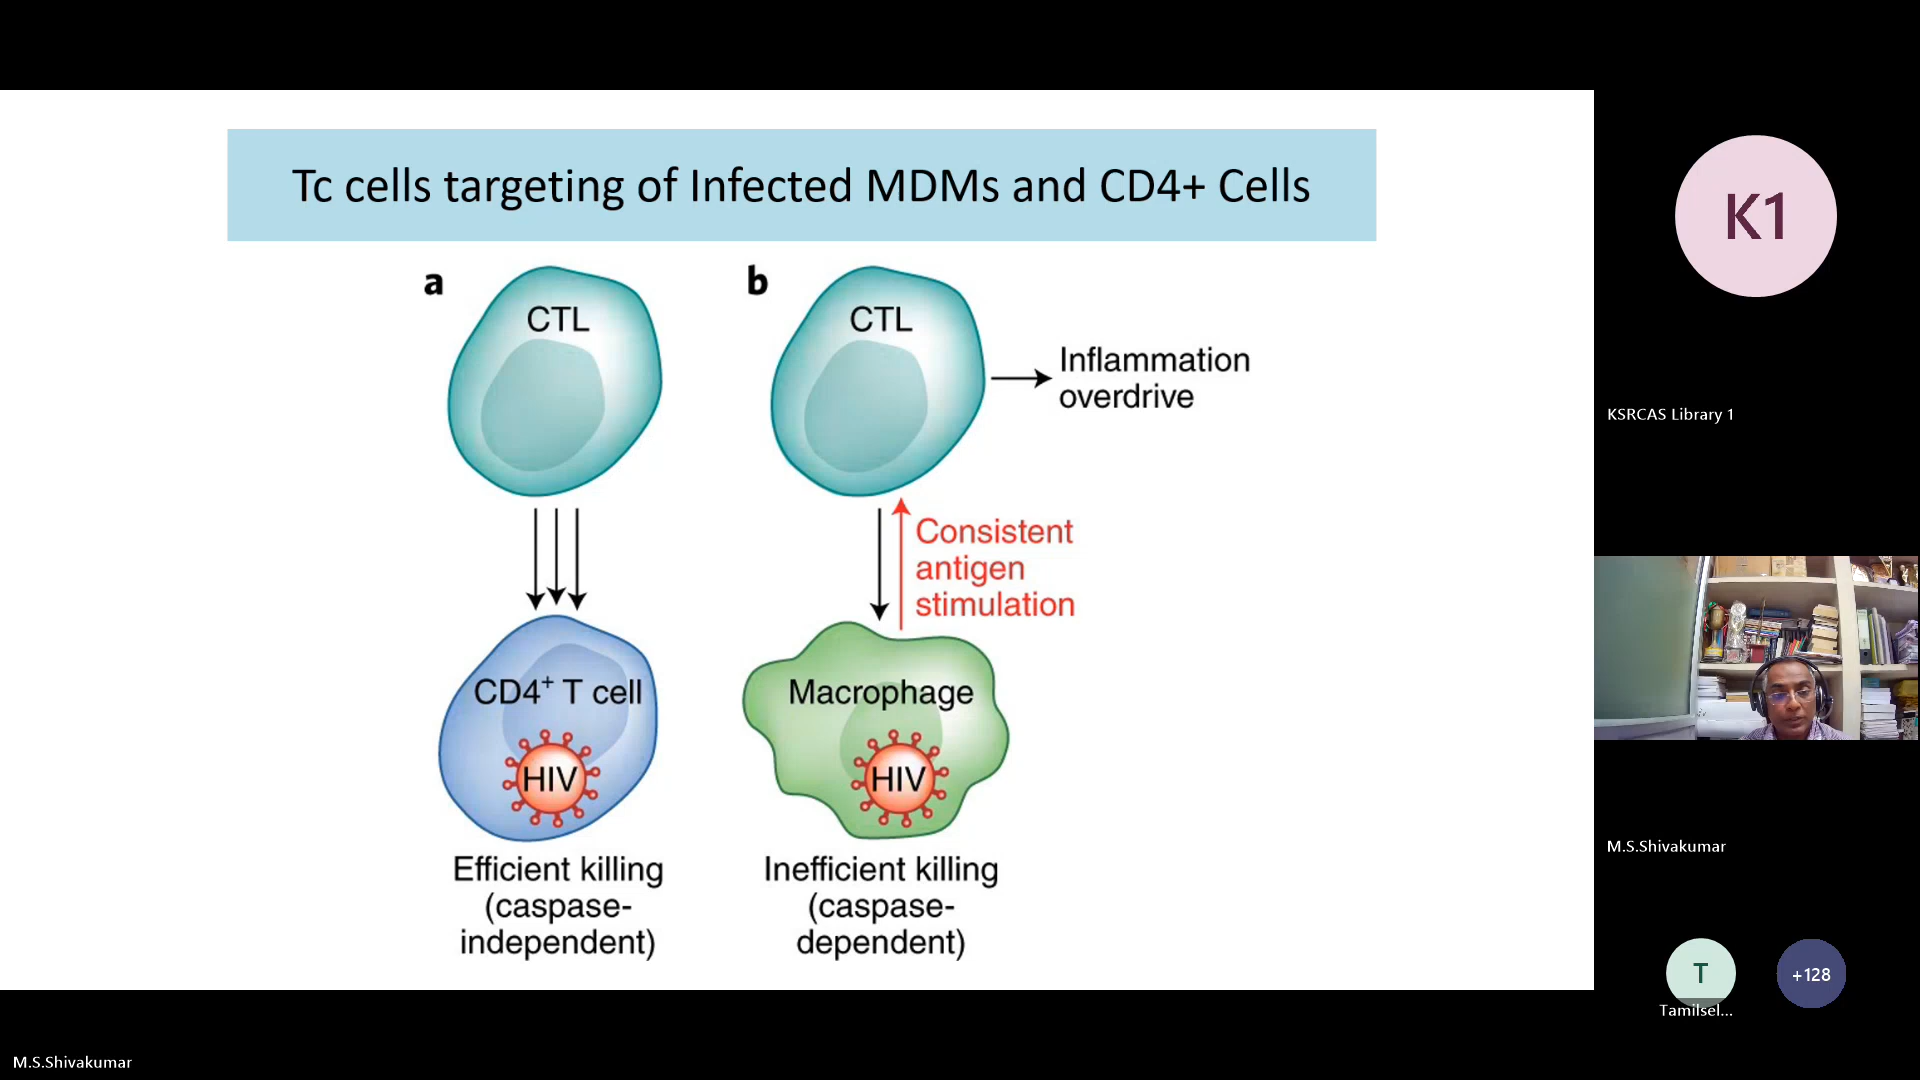 Tc cells targeting of Infected MDMs and CD4+ Cells
a
CTL
CD4+ T cell
HIV
Efficient killing
(caspase-
independent)
b
CTL
Inflammation
overdrive
Consistent
antigen
stimulation
Macrophage
HIV
Inefficient killing
(caspase-
dependent)
K1
KSRCAS Library 1
M.S.Shivakumar
T
Tamilsel...
+128
M.S.Shivakumar